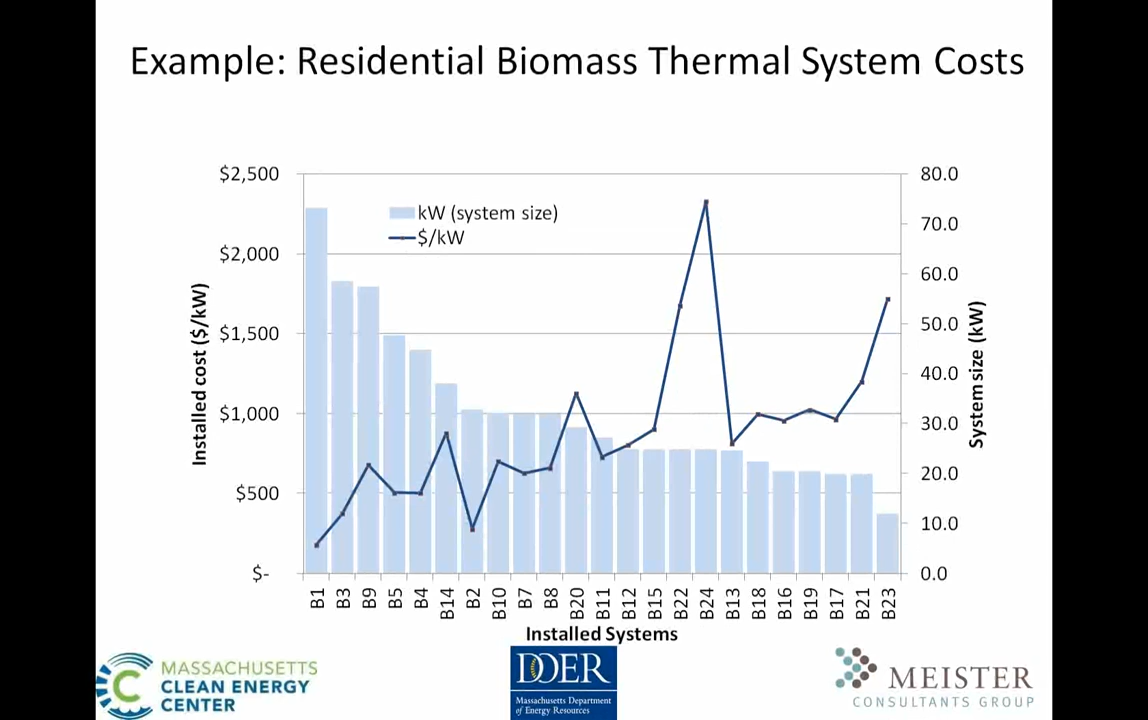 Example: Residential Biomass Thermal System Costs
$2,500
$2,000
$1,500
$1,000
$500
$-
Installed cost ($/kW)
kW (system size)
$/kW
80.0
70.0
60.0
50.0
40.0
30.0
20.0
10.0
0.0
System size (kW)
B1 B3 B9 B5 B4 B14 B2 B10 B7 B8 B20 B11 B12 B15 B22 B24 B13 B18 B16 B19 B17 B21 B23
Installed Systems
MASSACHUSETTS
CLEAN ENERGY
CENTER
DOER
Massachusetts Department
of Energy Resources
MEISTER
CONSULTANTS GROUP